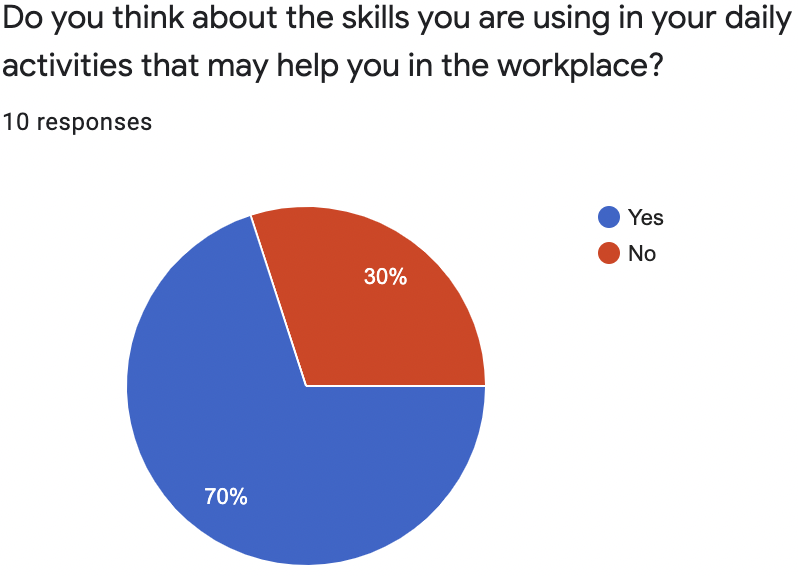 Do you think about the skills you are using in your daily
activities that may help you in the workplace?
10 responses
Yes
No
30%
70%